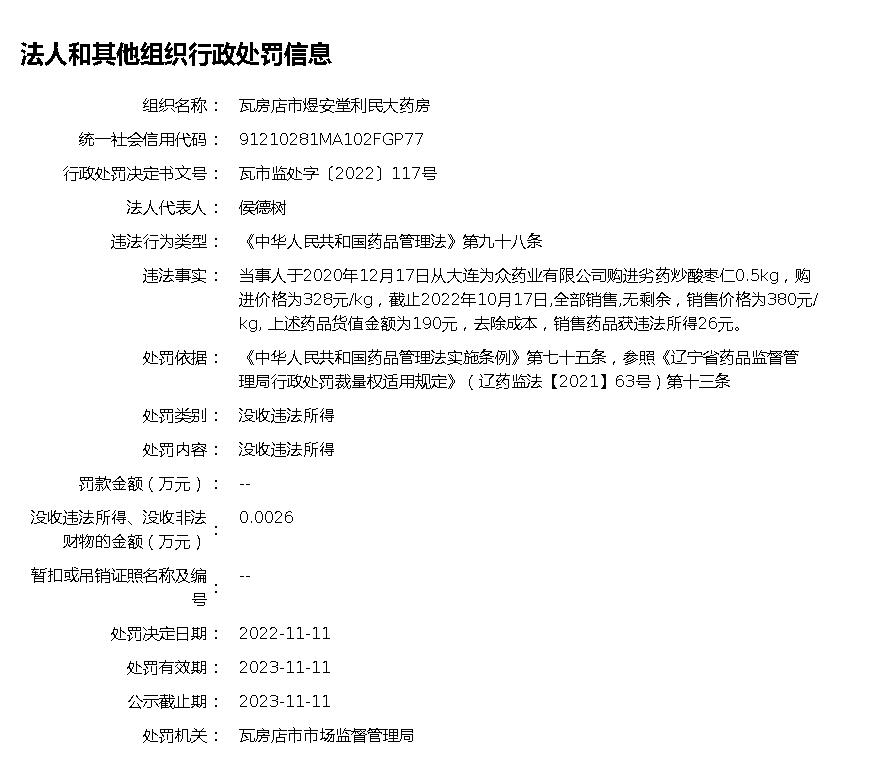 法人和其他组织行政处罚信息
组织名称： 瓦房店市煜安堂利民大药房
统一社会信用代码： 91210281MA102FGP77
行政处罚决定书文号： 瓦市监处字〔2022〕117号
法人代表人： 侯德树
违法行为类型： 《中华人民共和国药品管理法》第九十八条
违法事实： 当事人于2020年12月17日从大连为众药业有限公司购进劣药炒酸枣仁0.5kg，购
进价格为328元/kg，截止2022年10月17日,全部销售,无剩余，销售价格为380元/
kg, 上述药品货值金额为190元，去除成本，销售药品获违法所得26元。
处罚依据： 《中华人民共和国药品管理法实施条例》第七十五条，参照《辽宁省药品监督管
理局行政处罚裁量权适用规定》（辽药监法【2021】63号）第十三条
处罚类别： 没收违法所得
处罚内容： 没收违法所得
罚款金额（万元）： --
没收违法所得、没收非法
财物的金额（万元）： 0.0026
暂扣或吊销证照名称及编
号： --
处罚决定日期： 2022-11-11
处罚有效期： 2023-11-11
公示截止期： 2023-11-11
处罚机关： 瓦房店市市场监督管理局